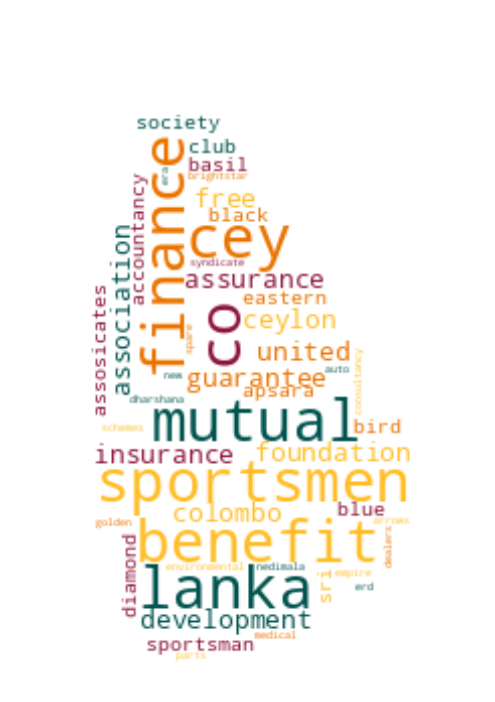 society
finance
era
club
basil
brightstar
accountancy
free
black
cey
association
syndicate
assurance
assosicates
eastern
co
ceylon
spare
united
new
guarantee
auto
consultancy
apsara
dharshana
mutual
schemes
bird
insurance
foundation
sportsmen
colombo
blue
golden
arrows
benefit
dealers
diamond
environmental
nedimala
lanka
sri
empire
erd
development
medical
sportsman
parts